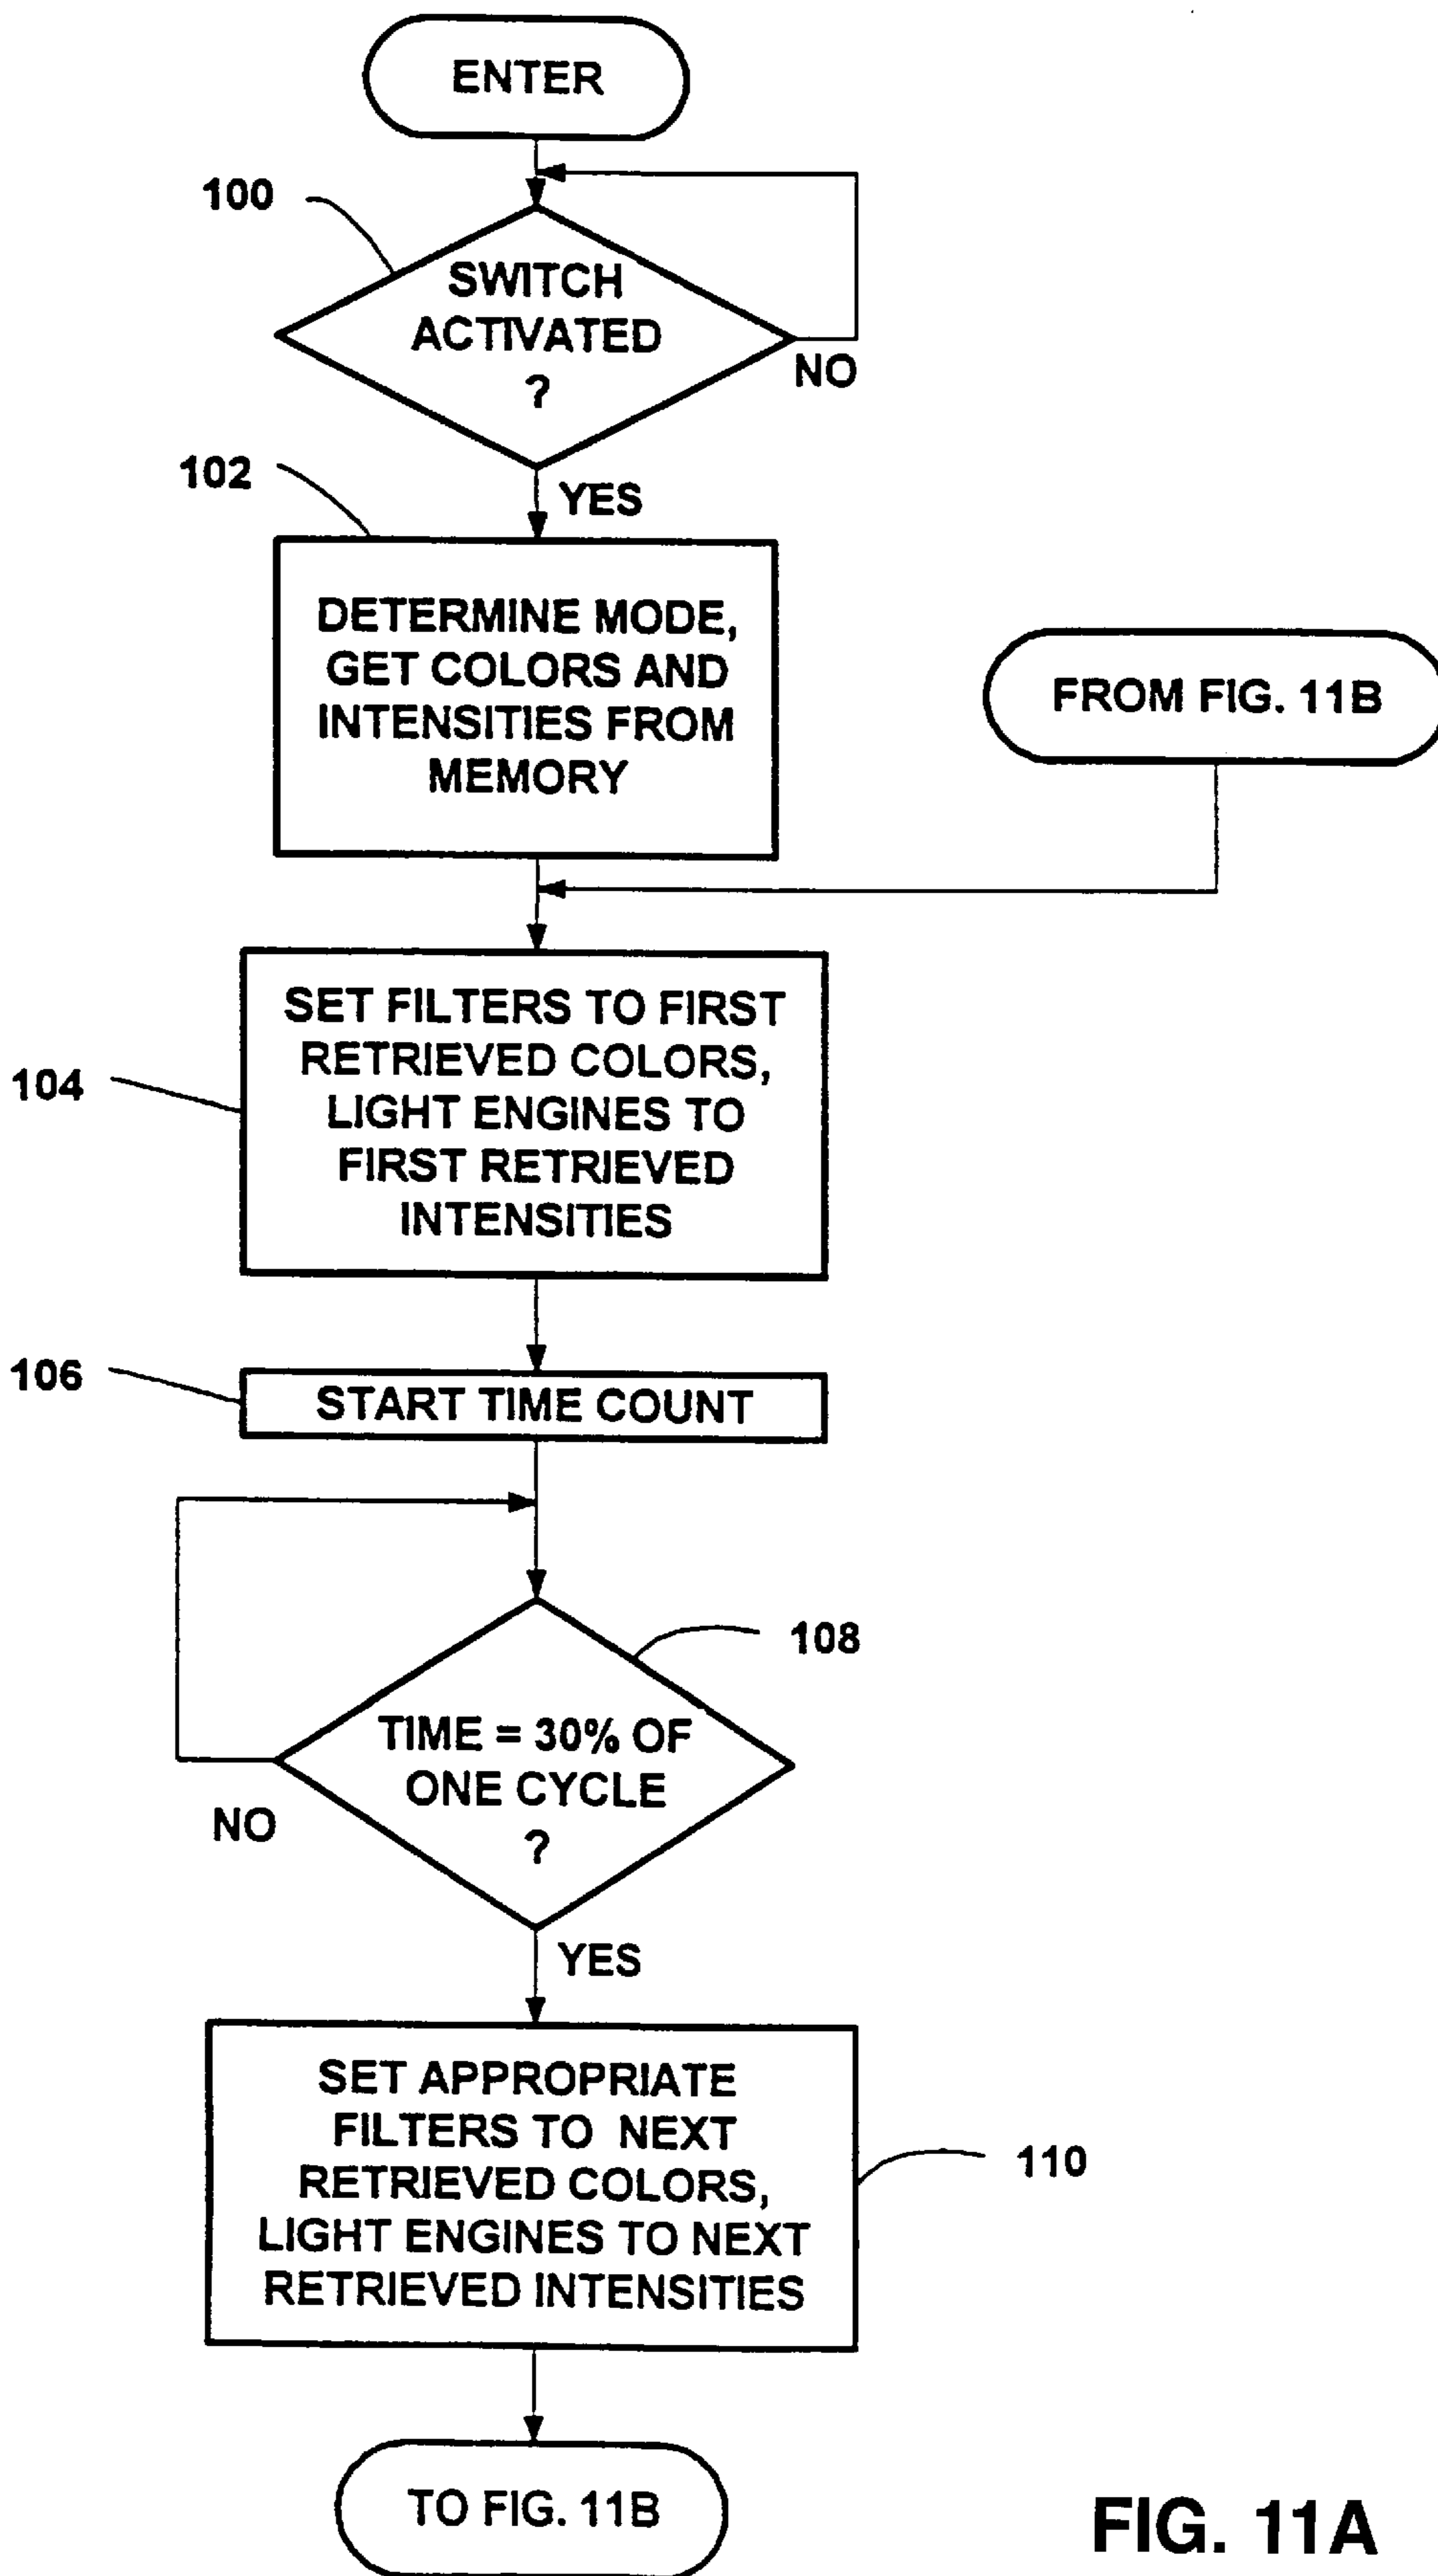 ENTER
100
SWITCH
ACTIVATED
?
NO
YES
102
DETERMINE MODE,
GET COLORS AND
INTENSITIES FROM
MEMORY
FROM FIG. 11B
104
SET FILTERS TO FIRST
RETRIEVED COLORS,
LIGHT ENGINES TO
FIRST RETRIEVED
INTENSITIES
106
START TIME COUNT
108
TIME = 30% OF
ONE CYCLE
?
NO
YES
SET APPROPRIATE
FILTERS TO NEXT
RETRIEVED COLORS,
LIGHT ENGINES TO NEXT
RETRIEVED INTENSITIES
110
TO FIG. 11B
FIG. 11A